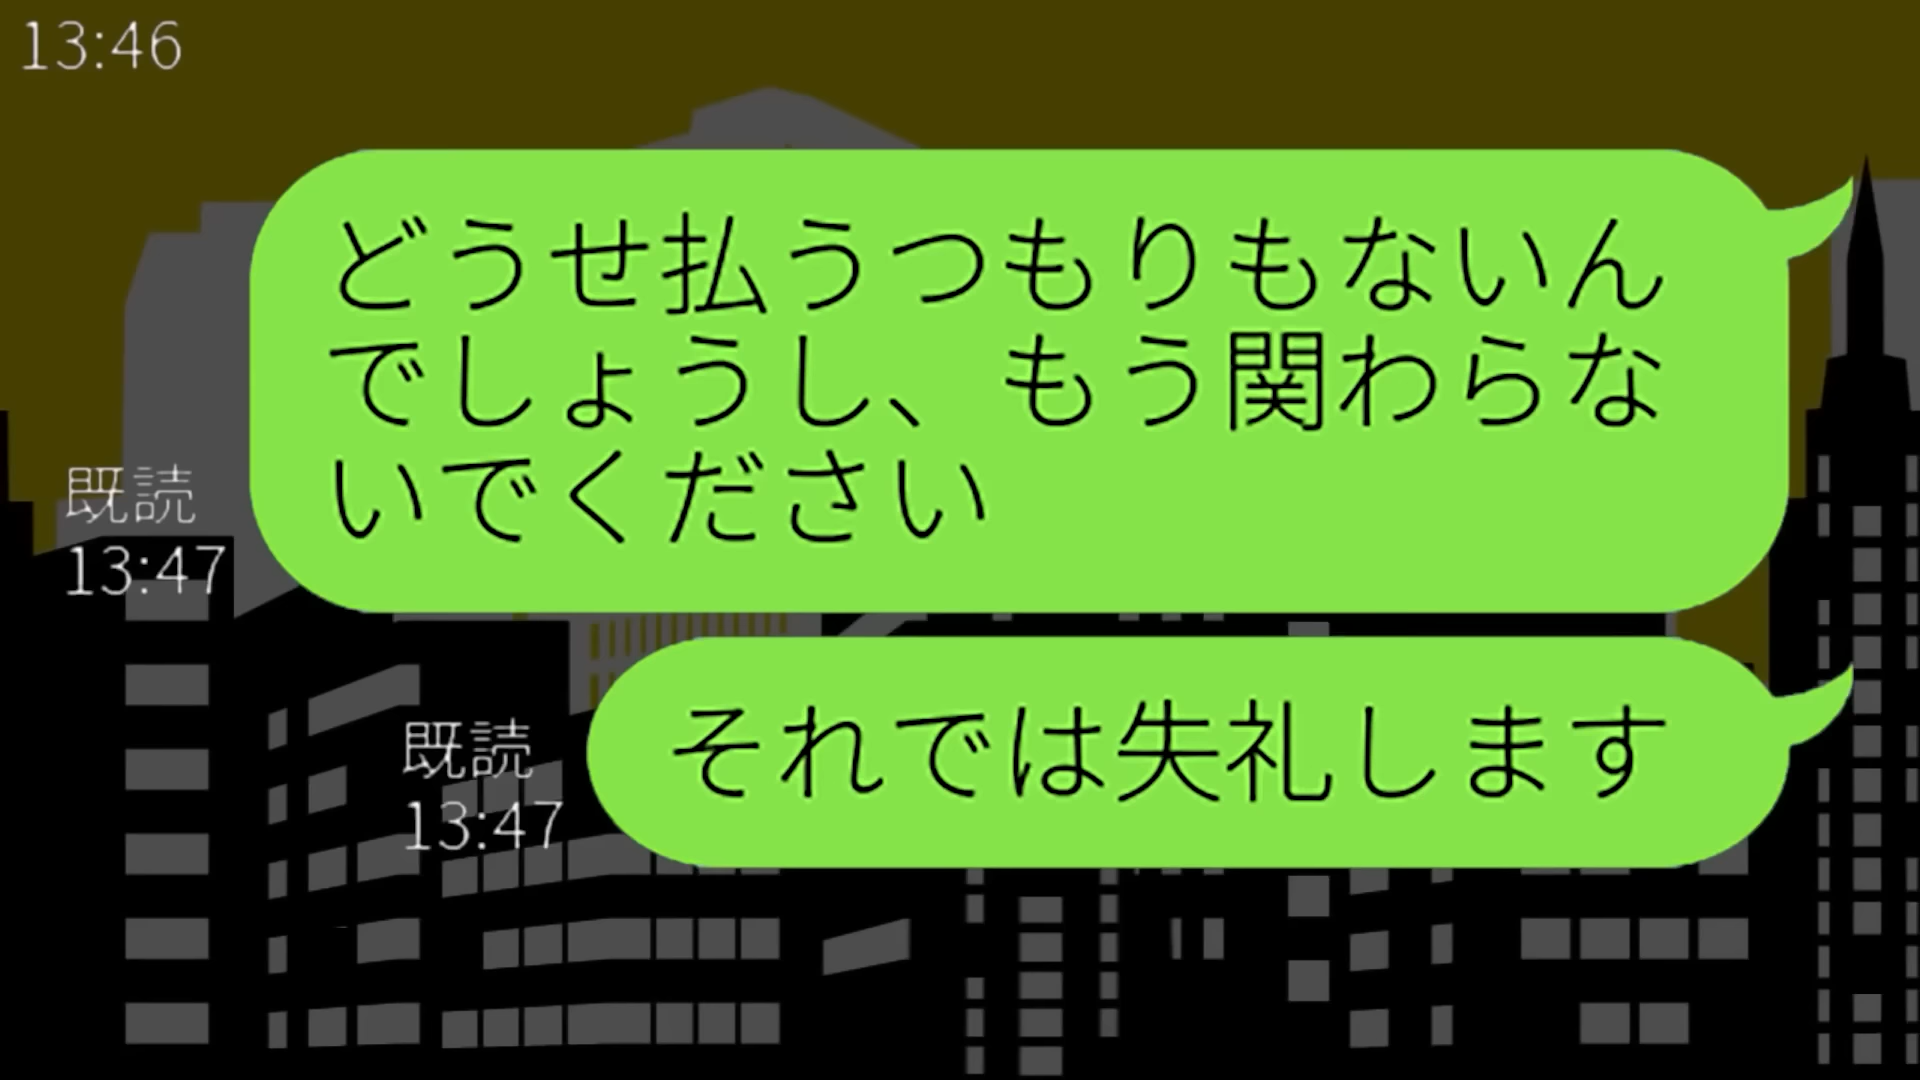 13:46
どうせ払うつもりもないん
でしょうし、もう関わらな
いでください
既読
13:47
それでは失礼します
既読
13:47